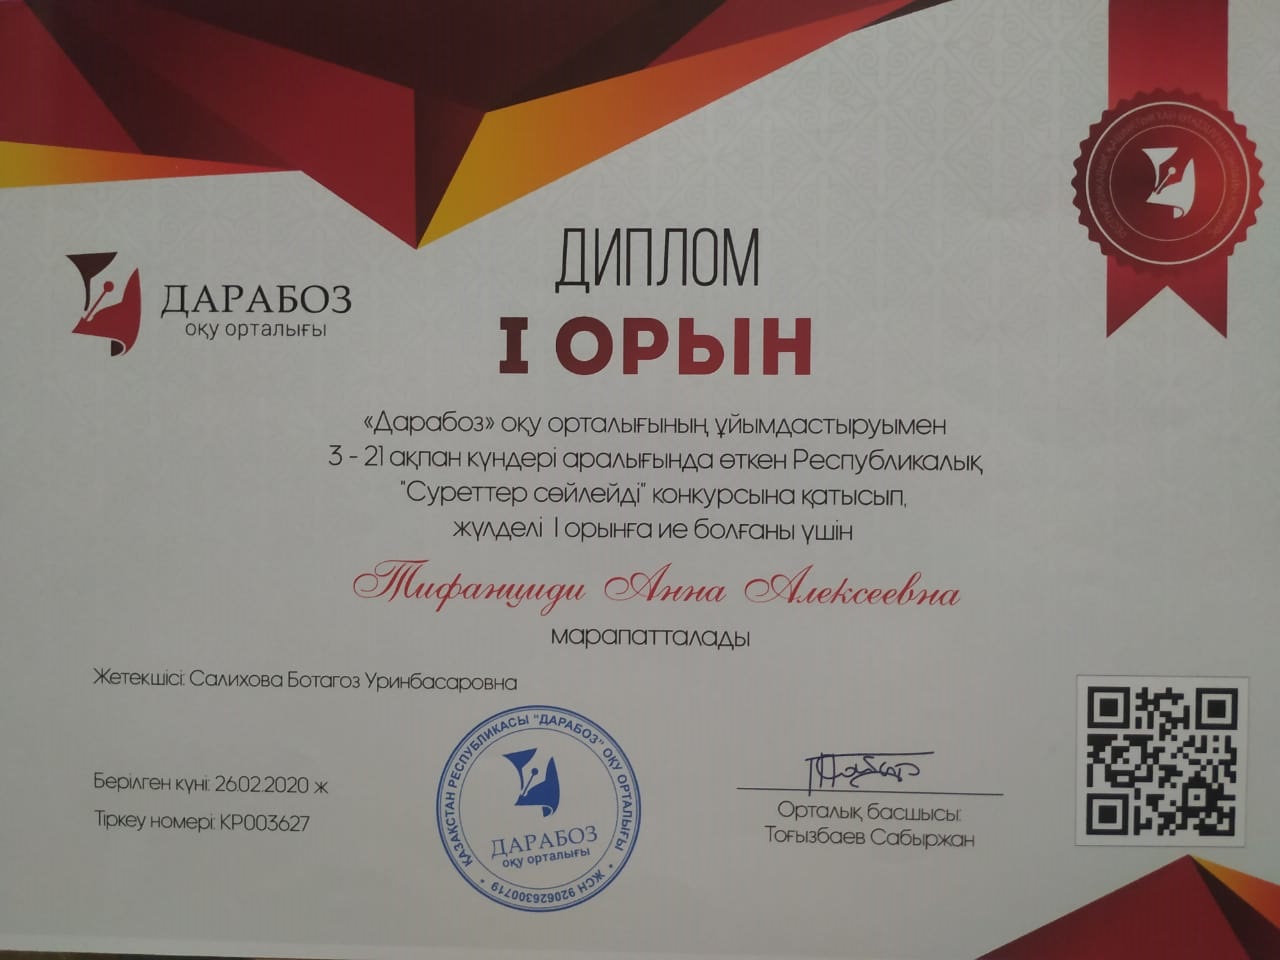 ДАРАБОЗ
оқу орталығы
ДИПЛОМ
I ОРЫН
«Дарабоз» оқу орталығының ұйымдастыруымен
3 - 21 ақпан күндері аралығында өткен Республикалық
"Суреттер сөйлейді" конкурсына қатысып,
жүлделі I орынға ие болғаны үшін
Тифанциди Анна Алексеевна
марапатталады
Жетекшісі: Салихова Ботагоз Уринбасаровна
Берілген күні: 26.02.2020 ж
Тіркеу номері: КР003627
ҚАЗАҚСТАН РЕСПУБЛИКАСЫ "ДАРАБОЗ" ОҚУ ОРТАЛЫҒЫ
ДАРАБОЗ
оқу орталығы
* ЖСН 920626300719 *
Орталық басшысы:
Тоғызбаев Сабыржан